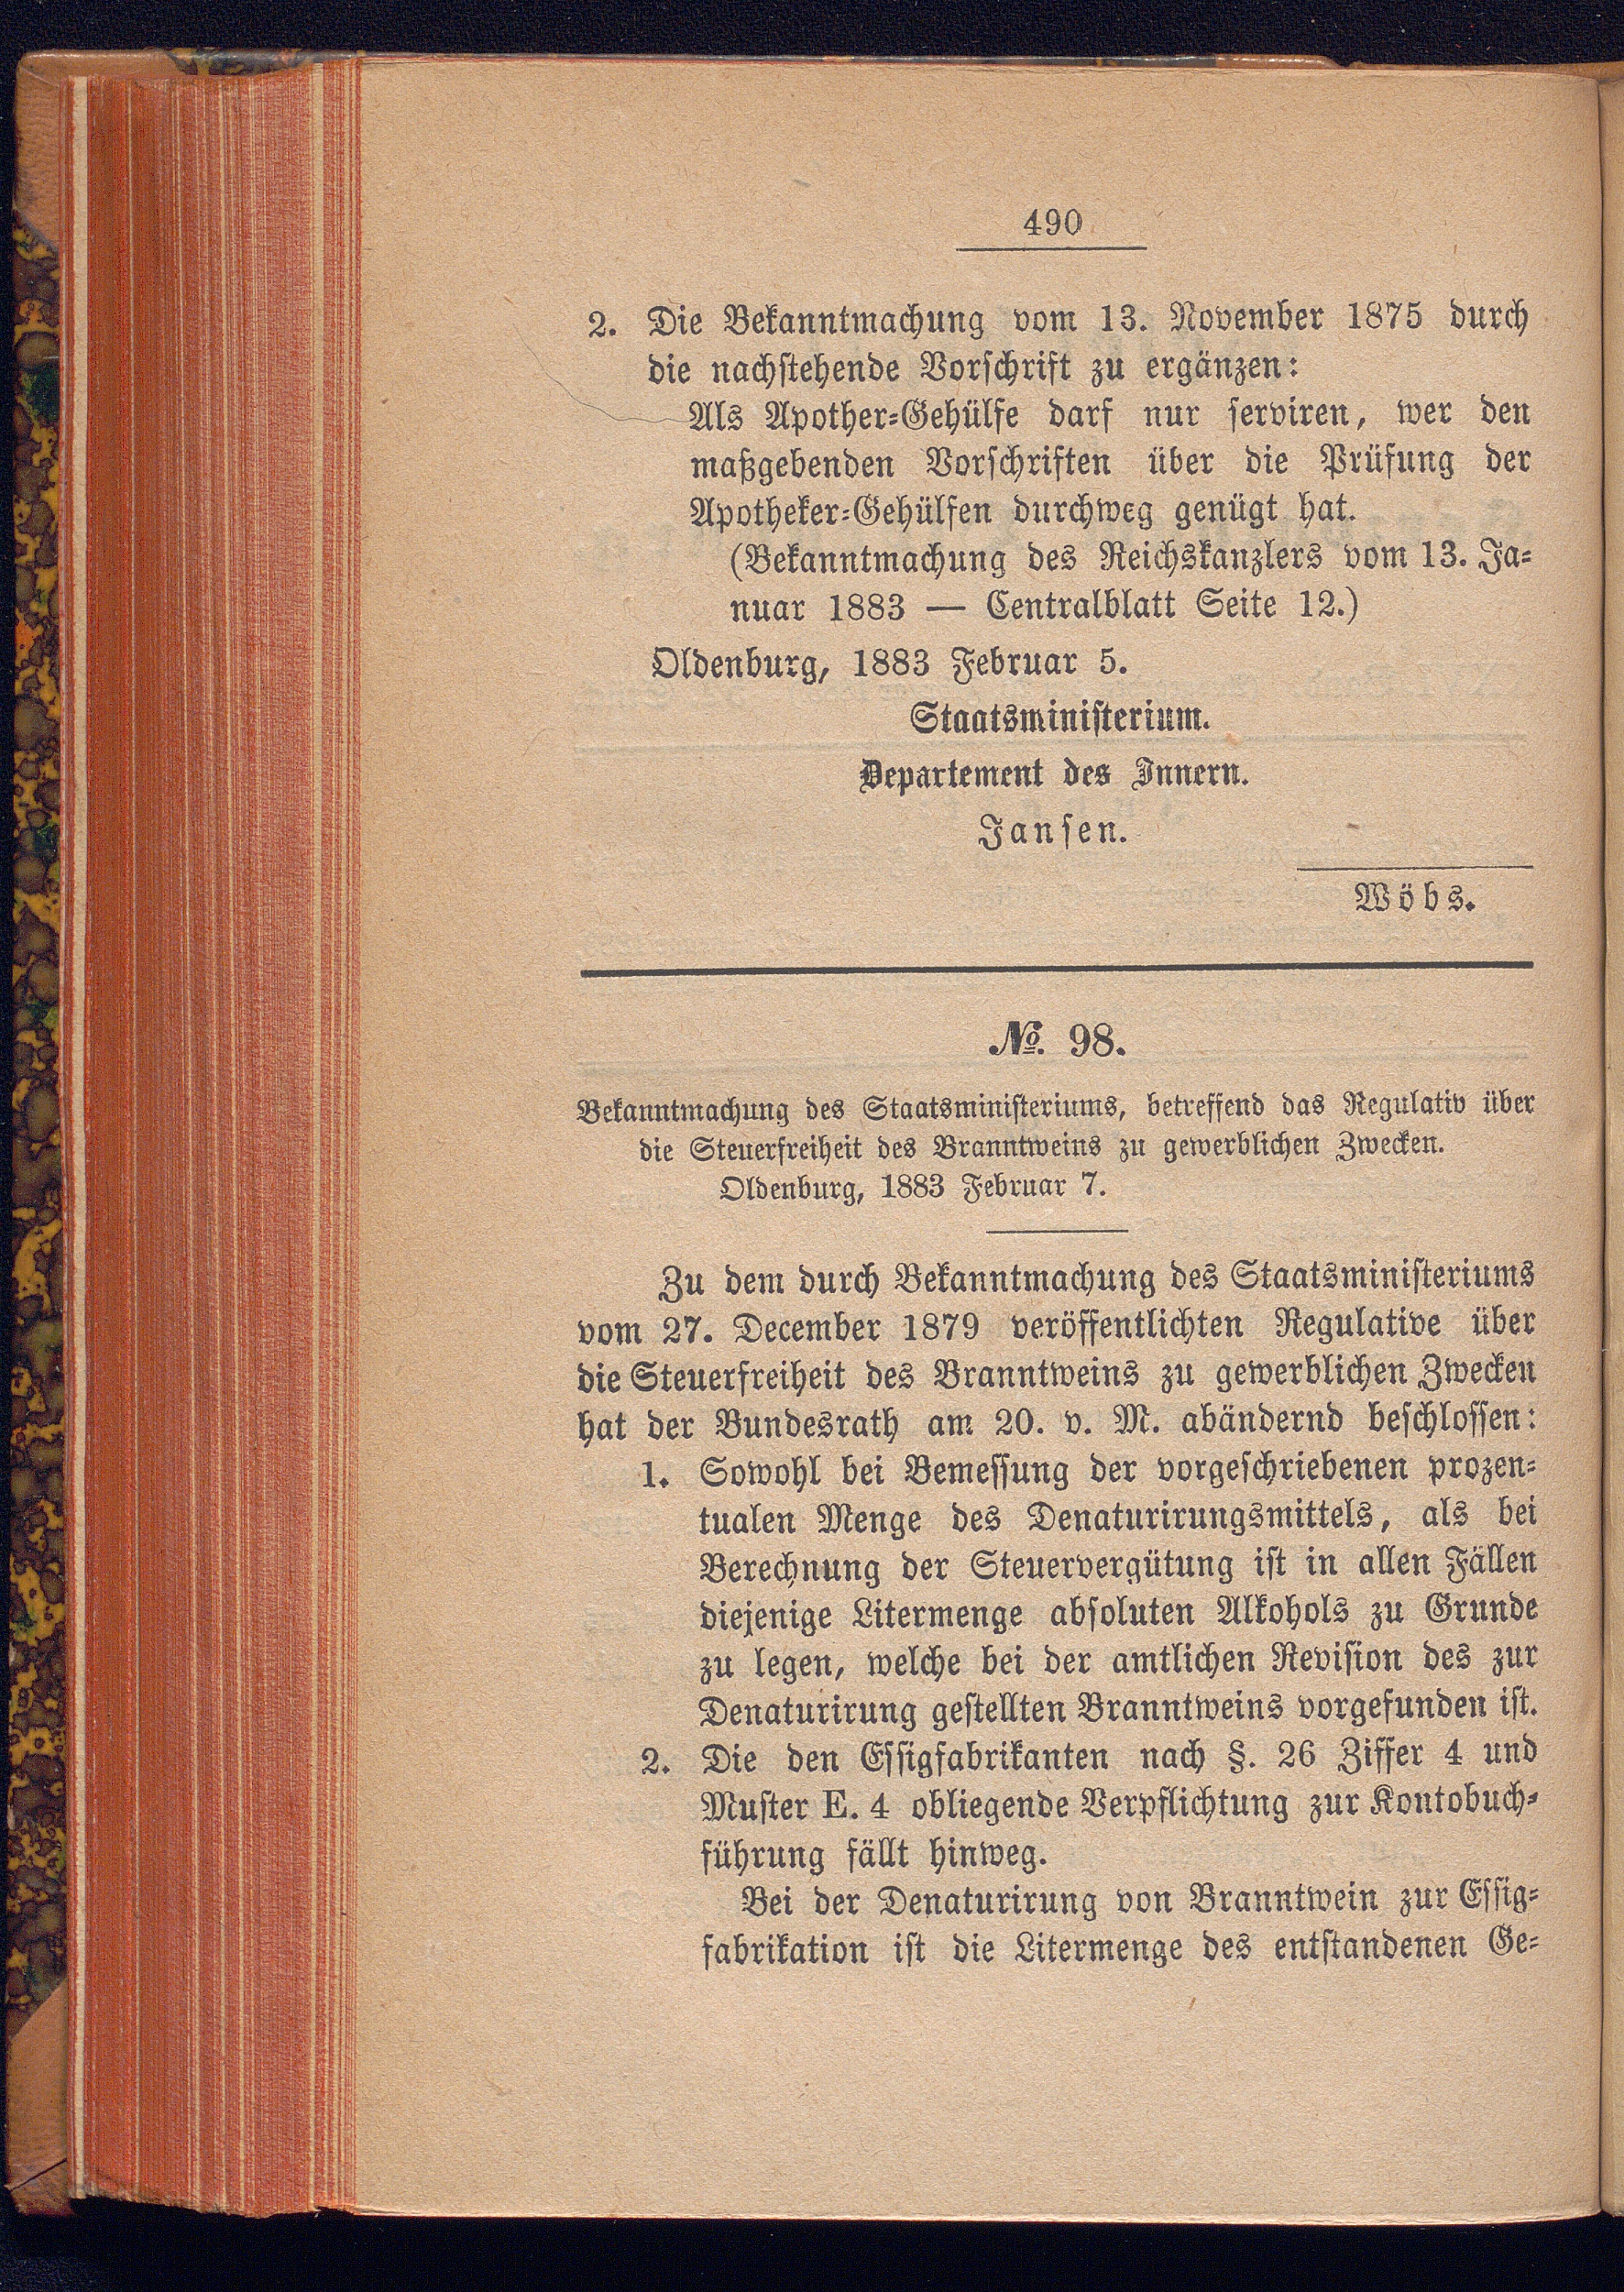 490
2. Die Bekanntmachung vom 13. November 1875 durch
die nachstehende Vorschrift zu ergänzen:
Als Apother-Gehülfe darf nur serviren, wer den
maßgebenden Vorschriften über die Prüfung der
Apotheker-Gehülfen durchweg genügt hat.
(Bekanntmachung des Reichskanzlers vom 13. Ja-
nuar 1883 — Centralblatt Seite 12.)
Oldenburg, 1883 Februar 5.
Staatsministerium.
Departement des Innern.
Jansen.
Wöbs.
№. 98.
Bekanntmachung des Staatsministeriums, betreffend das Regulativ über
die Steuerfreiheit des Branntweins zu gewerblichen Zwecken.
Oldenburg, 1883 Februar 7.
Zu dem durch Bekanntmachung des Staatsministeriums
vom 27. December 1879 veröffentlichten Regulative über
die Steuerfreiheit des Branntweins zu gewerblichen Zwecken
hat der Bundesrath am 20. v. M. abändernd beschlossen:
1. Sowohl bei Bemessung der vorgeschriebenen prozen-
tualen Menge des Denaturirungsmittels, als bei
Berechnung der Steuervergütung ist in allen Fällen
diejenige Litermenge absoluten Alkohols zu Grunde
zu legen, welche bei der amtlichen Revision des zur
Denaturirung gestellten Branntweins vorgefunden ist.
2. Die den Essigfabrikanten nach §. 26 Ziffer 4 und
Muster E. 4 obliegende Verpflichtung zur Kontobuch-
führung fällt hinweg.
Bei der Denaturirung von Branntwein zur Essig-
fabrikation ist die Litermenge des entstandenen Ge-